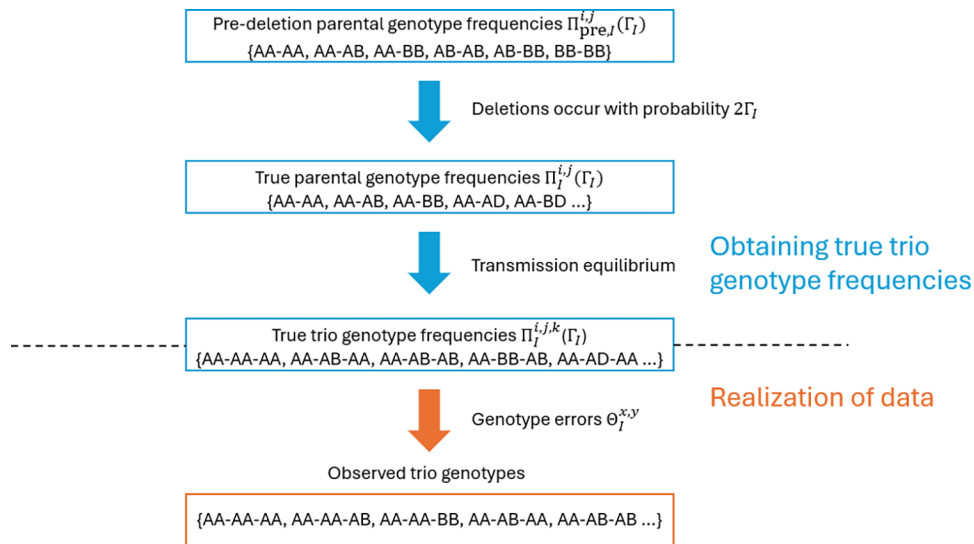 Pre-deletion parental genotype frequencies Π^{i,j}_{pre,I}(Γ_I)
{AA-AA, AA-AB, AA-BB, AB-AB, AB-BB, BB-BB}
Deletions occur with probability 2Γ_I
True parental genotype frequencies Π^{i,j}_I(Γ_I)
{AA-AA, AA-AB, AA-BB, AA-AD, AA-BD ...}
Transmission equilibrium
Obtaining true trio
genotype frequencies
True trio genotype frequencies Π^{i,j,k}_I(Γ_I)
{AA-AA-AA, AA-AB-AA, AA-AB-AB, AA-BB-AB, AA-AD-AA ...}
Realization of data
Genotype errors Θ^{x,y}_I
Observed trio genotypes
{AA-AA-AA, AA-AA-AB, AA-AA-BB, AA-AB-AA, AA-AB-AB ...}